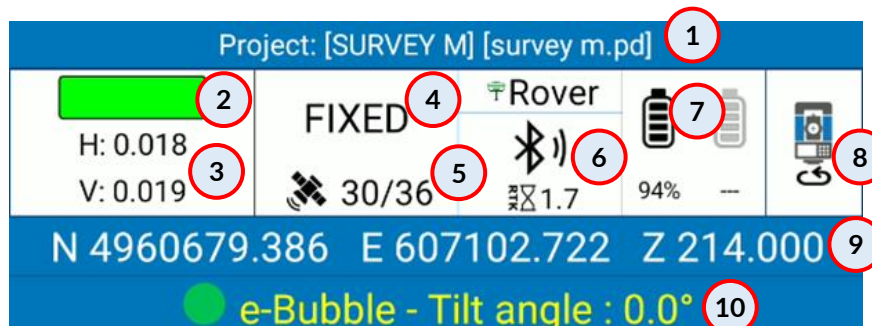 Project: [SURVEY M] [survey m.pd] 1
2
FIXED 4
Rover
7
H: 0.018
V: 0.019 3
30/36 5
6
RTK 1.7
94% ---
8
N 4960679.386 E 607102.722 Z 214.000 9
e-Bubble - Tilt angle : 0.0° 10